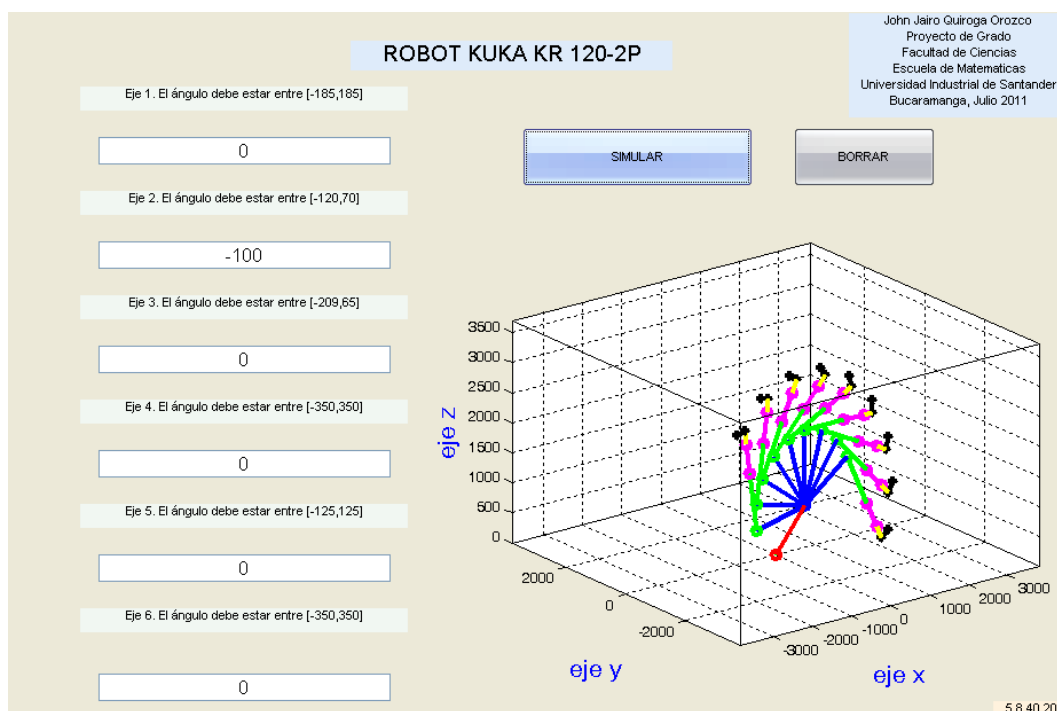 John Jairo Quiroga Orozco
Proyecto de Grado
Facultad de Ciencias
Escuela de Matematicas
Universidad Industrial de Santander
Bucaramanga, Julio 2011
ROBOT KUKA KR 120-2P
Eje 1. El ángulo debe estar entre [-185,185]
0
SIMULAR
BORRAR
Eje 2. El ángulo debe estar entre [-120,70]
-100
Eje 3. El ángulo debe estar entre [-209,65]
0
Eje 4. El ángulo debe estar entre [-350,350]
0
Eje 5. El ángulo debe estar entre [-125,125]
0
Eje 6. El ángulo debe estar entre [-350,350]
0
3500
3000
2500
2000
1500
1000
500
0
eje z
2000
0
-2000
eje y
-3000
-2000
-1000
0
1000
2000
3000
eje x
5 8 40 20